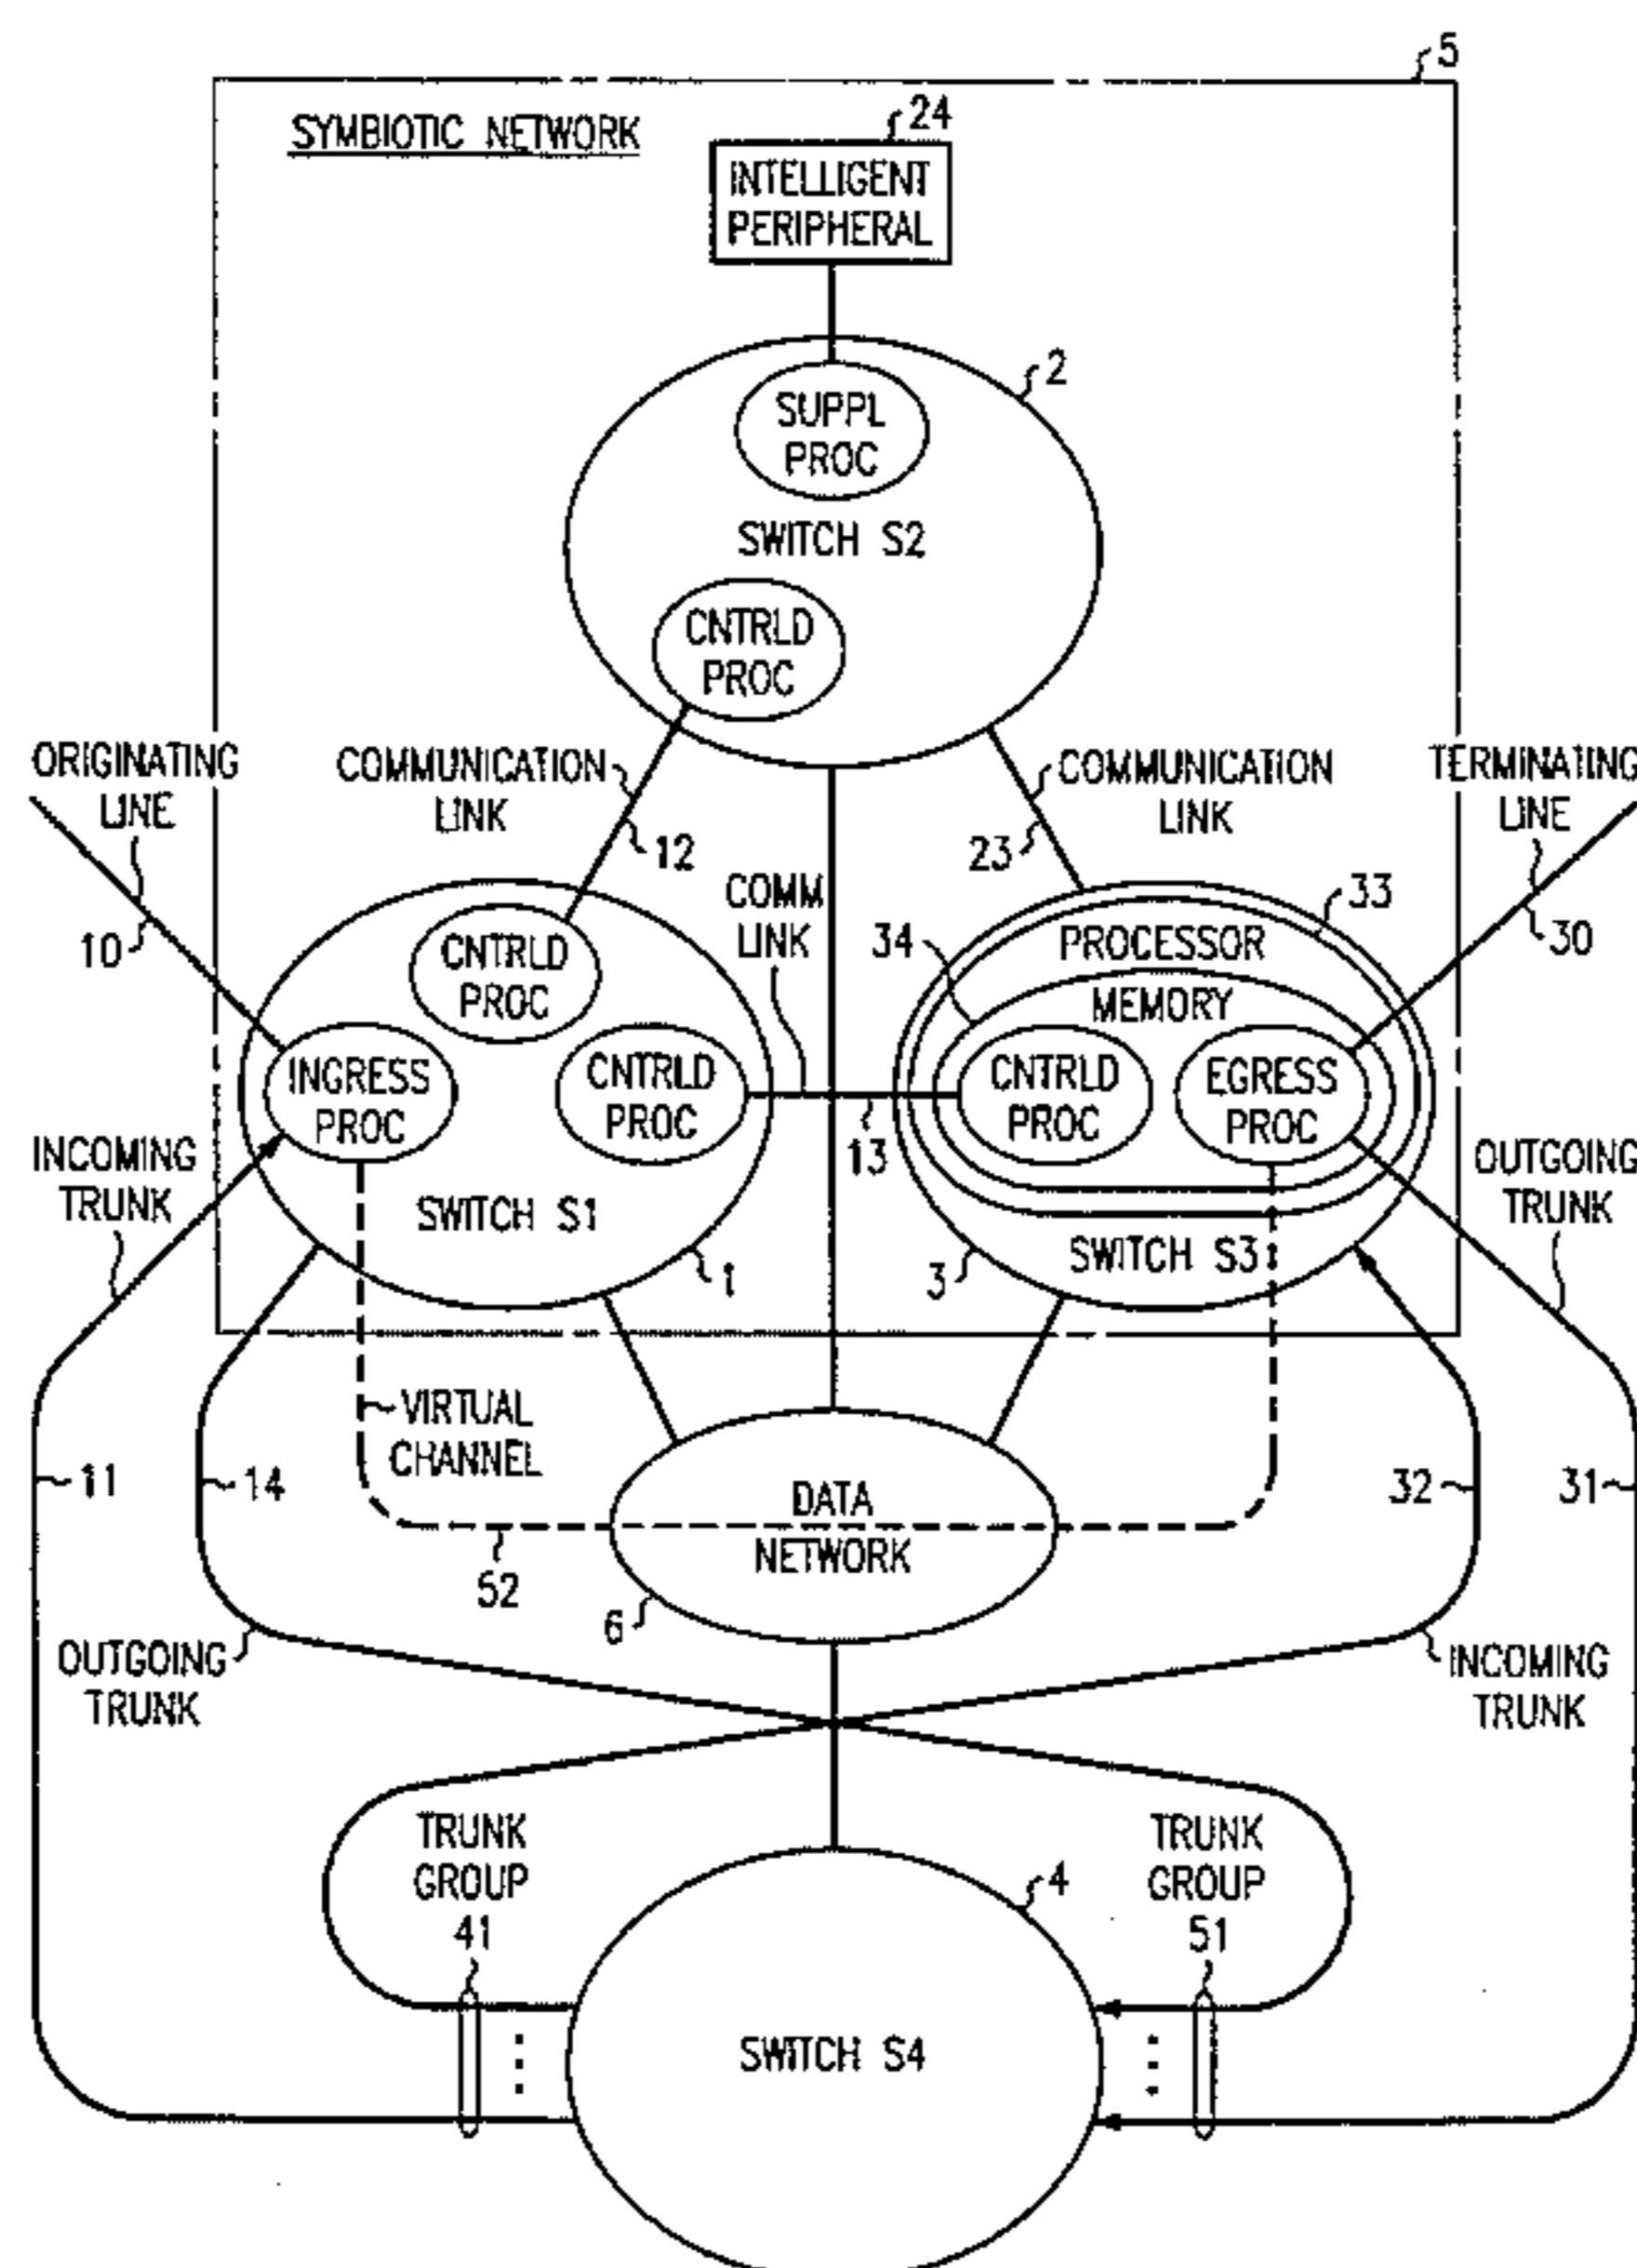 5
SYMBIOTIC NETWORK
24
INTELLIGENT
PERIPHERAL
2
SUPPL
PROC
SWITCH S2
CNTRLD
PROC
ORIGINATING
LINE
COMMUNICATION
LINK
COMMUNICATION
LINK
TERMINATING
LINE
12
23
COMM
LINK
10
34
33
30
CNTRLD
PROC
PROCESSOR
MEMORY
INGRESS
PROC
CNTRLD
PROC
CNTRLD
PROC
EGRESS
PROC
13
INCOMING
TRUNK
OUTGOING
TRUNK
SWITCH S1
1
3
SWITCH S3
VIRTUAL
CHANNEL
11
14
32
31
DATA
NETWORK
52
6
OUTGOING
TRUNK
INCOMING
TRUNK
TRUNK
GROUP
41
4
TRUNK
GROUP
51
SWITCH S4